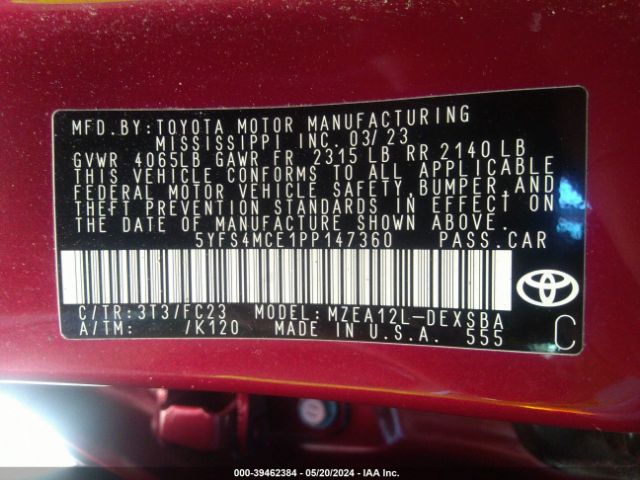 MFD. BY: TOYOTA MOTOR MANUFACTURING
MISSISSIPPI INC. 03/23
GVWR 4065LB GAWR FR 2315 LB RR 2140 LB
THIS VEHICLE CONFORMS TO ALL APPLICABLE
FEDERAL MOTOR VEHICLE SAFETY, BUMPER, AND
THEFT PREVENTION STANDARDS IN EFFECT ON
THE DATE OF MANUFACTURE SHOWN ABOVE.
5YFS4MCE1PP147360 PASS. CAR
C/TR: 3T3/FC23 MODEL: MZEA12L-DEXSBA
A/TM: /K120 MADE IN U.S.A. 555
TOYOTA
C
000-39462384 - 05/20/2024 - IAA Inc.